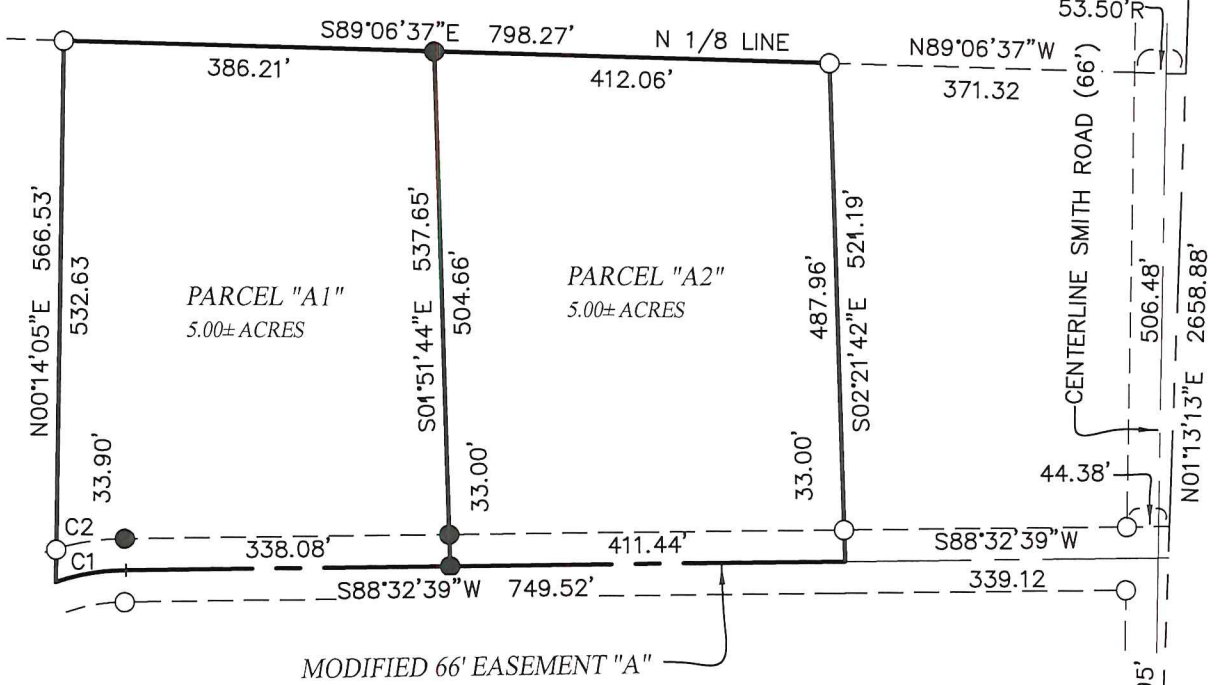 53.50'R
S89°06'37"E 798.27' N 1/8 LINE
N89°06'37"W
386.21'
412.06'
371.32
CENTERLINE SMITH ROAD (66')
N00°14'05"E 566.53'
532.63
33.90'
PARCEL "A1"
5.00± ACRES
S01°51'44"E 537.65'
504.66'
33.00'
PARCEL "A2"
5.00± ACRES
487.96'
33.00'
S02°21'42"E 521.19'
506.48'
N01°13'13"E 2658.88'
44.38'
C2
C1
338.08'
411.44'
S88°32'39"W
S88°32'39"W 749.52'
339.12
MODIFIED 66' EASEMENT "A"